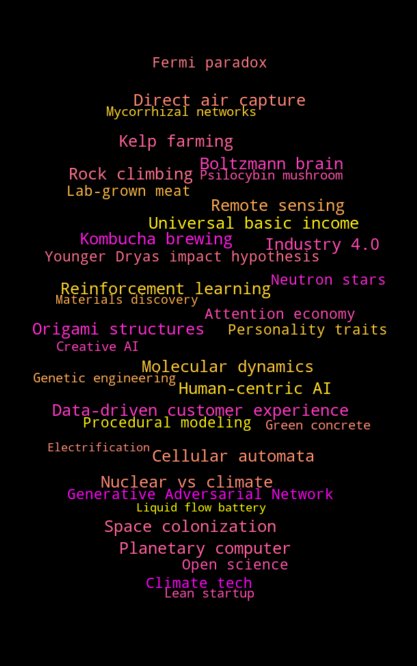 Fermi paradox
Direct air capture
Mycorrhizal networks
Kelp farming
Boltzmann brain
Rock climbing
Psilocybin mushroom
Lab-grown meat
Remote sensing
Universal basic income
Kombucha brewing
Industry 4.0
Younger Dryas impact hypothesis
Neutron stars
Reinforcement learning
Materials discovery
Attention economy
Origami structures
Personality traits
Creative AI
Molecular dynamics
Genetic engineering
Human-centric AI
Data-driven customer experience
Procedural modeling
Green concrete
Electrification
Cellular automata
Nuclear vs climate
Generative Adversarial Network
Liquid flow battery
Space colonization
Planetary computer
Open science
Climate tech
Lean startup